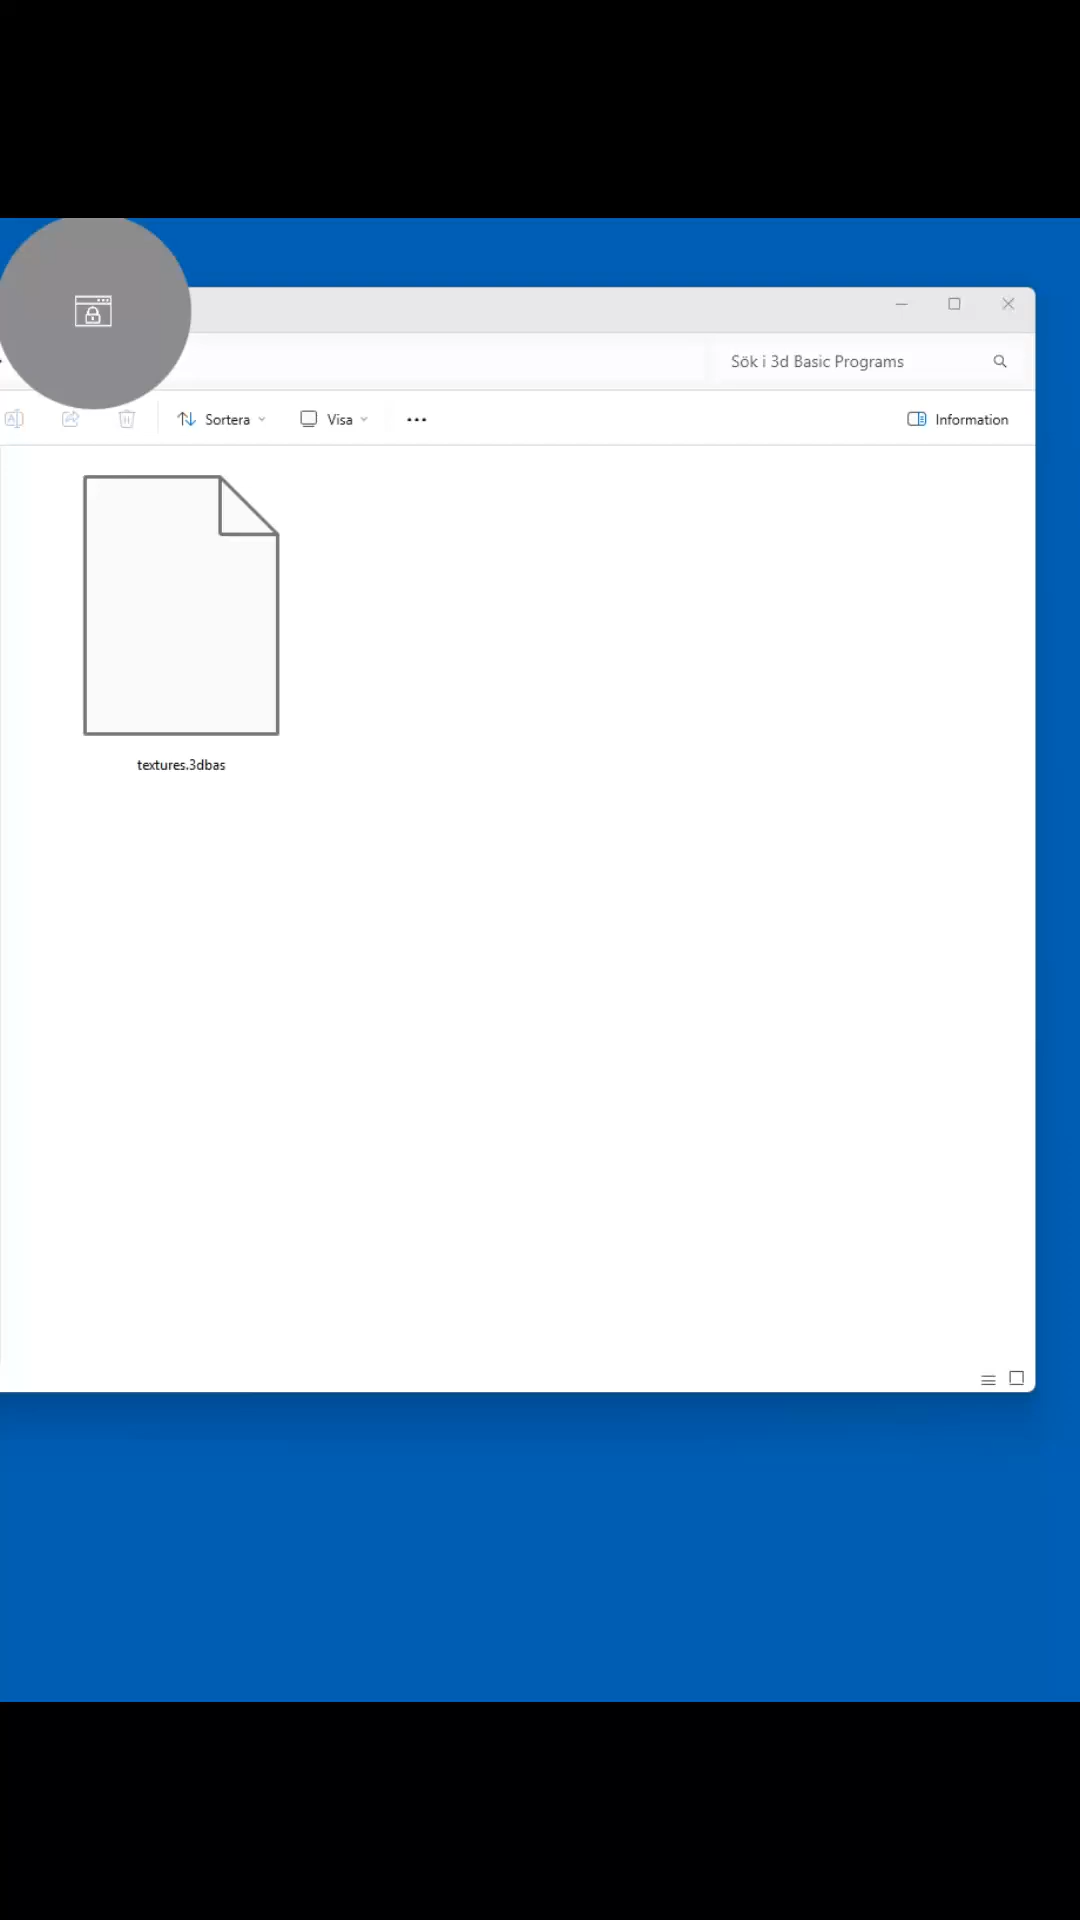 Sök i 3d Basic Programs
Sortera
Visa
Information
textures.3dbas